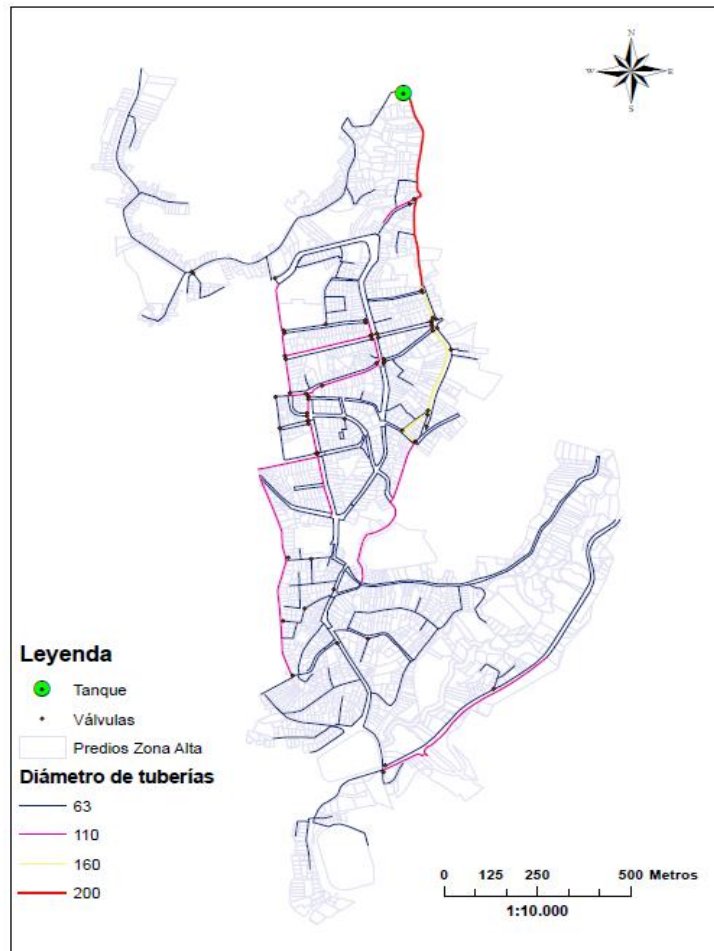 N
W E
S
Leyenda
Tanque
Válvulas
Predios Zona Alta
Diámetro de tuberías
63
110
160
200
0 125 250 500 Metros
1:10.000